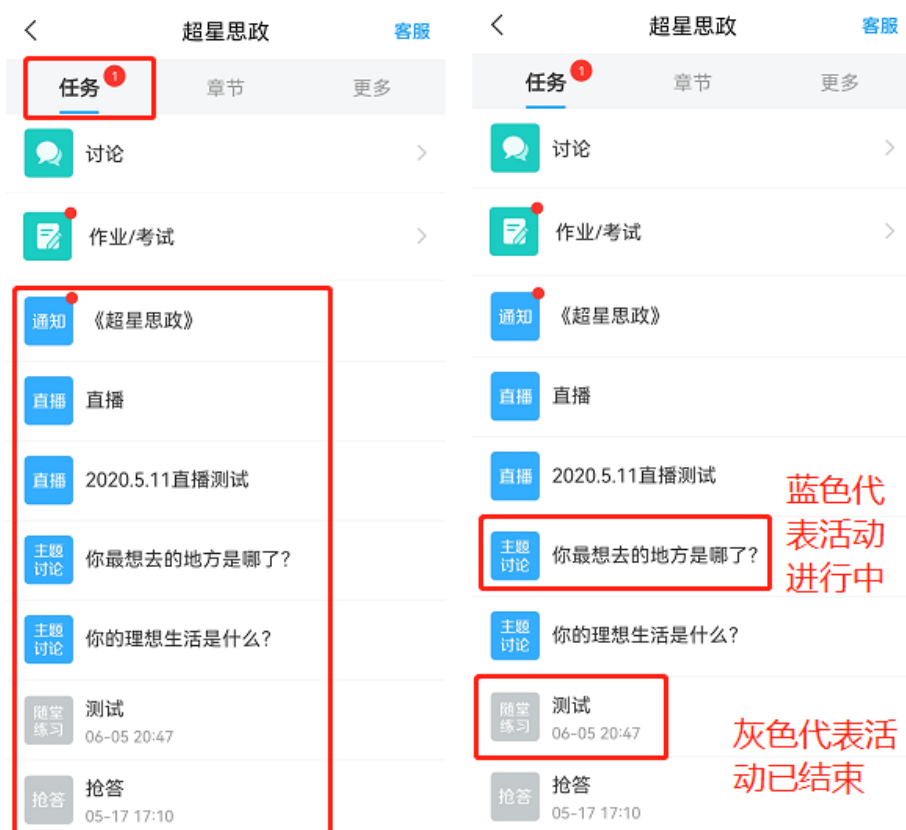 超星思政
客服
任务
1
章节
更多
讨论
作业/考试
通知
《超星思政》
直播
直播
直播
2020.5.11直播测试
主题
讨论
你最想去的地方是哪了?
主题
讨论
你的理想生活是什么?
随堂
练习
测试
06-05 20:47
抢答
抢答
05-17 17:10
超星思政
客服
任务
1
章节
更多
讨论
作业/考试
通知
《超星思政》
直播
直播
直播
2020.5.11直播测试
主题
讨论
你最想去的地方是哪了?
主题
讨论
你的理想生活是什么?
随堂
练习
测试
06-05 20:47
抢答
抢答
05-17 17:10
蓝色代
表活动
进行中
灰色代表活
动已结束